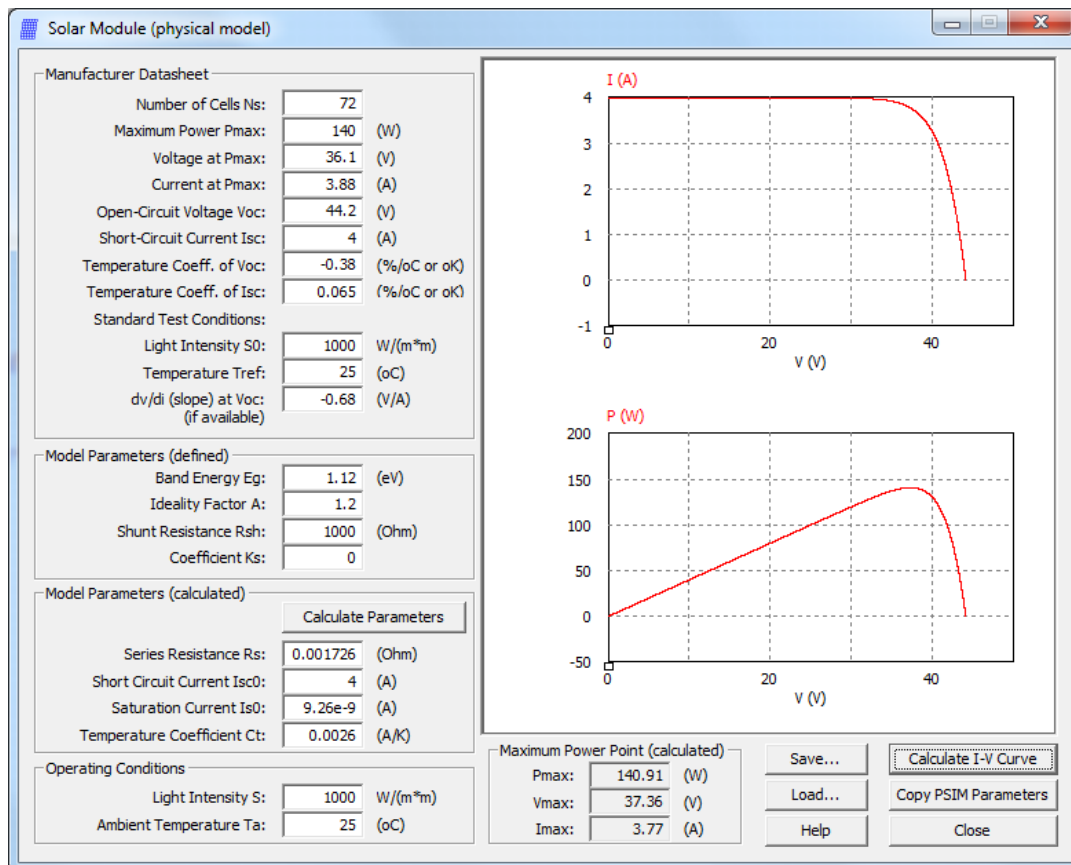 Solar Module (physical model)
Manufacturer Datasheet
Number of Cells Ns: 72
Maximum Power Pmax: 140 (W)
Voltage at Pmax: 36.1 (V)
Current at Pmax: 3.88 (A)
Open-Circuit Voltage Voc: 44.2 (V)
Short-Circuit Current Isc: 4 (A)
Temperature Coeff. of Voc: -0.38 (%/oC or oK)
Temperature Coeff. of Isc: 0.065 (%/oC or oK)
Standard Test Conditions:
Light Intensity S0: 1000 W/(m*m)
Temperature Tref: 25 (oC)
dv/di (slope) at Voc: -0.68 (V/A)
(if available)
Model Parameters (defined)
Band Energy Eg: 1.12 (eV)
Ideality Factor A: 1.2
Shunt Resistance Rsh: 1000 (Ohm)
Coefficient Ks: 0
Model Parameters (calculated)
Calculate Parameters
Series Resistance Rs: 0.001726 (Ohm)
Short Circuit Current Isc0: 4 (A)
Saturation Current Is0: 9.26e-9 (A)
Temperature Coefficient Ct: 0.0026 (A/K)
Operating Conditions
Light Intensity S: 1000 W/(m*m)
Ambient Temperature Ta: 25 (oC)
I (A)
4
3
2
1
0
-1
0 20 40
V (V)
P (W)
200
150
100
50
0
-50
0 20 40
V (V)
Maximum Power Point (calculated)
Pmax: 140.91 (W)
Vmax: 37.36 (V)
Imax: 3.77 (A)
Save... Calculate I-V Curve
Load... Copy PSIM Parameters
Help Close